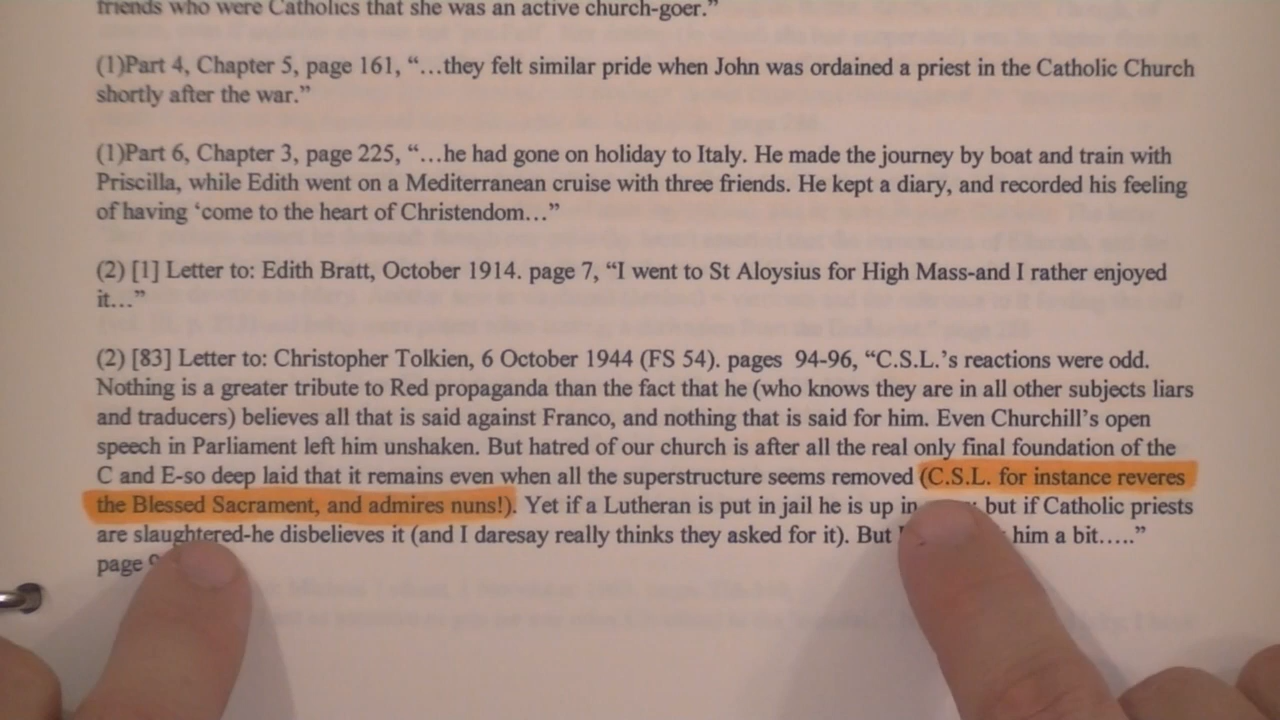 friends who were Catholics that she was an active church-goer.”
(1)Part 4, Chapter 5, page 161, “…they felt similar pride when John was ordained a priest in the Catholic Church
shortly after the war.”
(1)Part 6, Chapter 3, page 225, “…he had gone on holiday to Italy. He made the journey by boat and train with
Priscilla, while Edith went on a Mediterranean cruise with three friends. He kept a diary, and recorded his feeling
of having ‘come to the heart of Christendom…”
(2) [1] Letter to: Edith Bratt, October 1914. page 7, “I went to St Aloysius for High Mass-and I rather enjoyed
it…”
(2) [83] Letter to: Christopher Tolkien, 6 October 1944 (FS 54). pages 94-96, “C.S.L.’s reactions were odd.
Nothing is a greater tribute to Red propaganda than the fact that he (who knows they are in all other subjects liars
and traducers) believes all that is said against Franco, and nothing that is said for him. Even Churchill’s open
speech in Parliament left him unshaken. But hatred of our church is after all the real only final foundation of the
C and E-so deep laid that it remains even when all the superstructure seems removed (C.S.L. for instance reveres
the Blessed Sacrament, and admires nuns!). Yet if a Lutheran is put in jail he is up in but if Catholic priests
are slaughtered-he disbelieves it (and I daresay really thinks they asked for it). But him a bit…..”
page